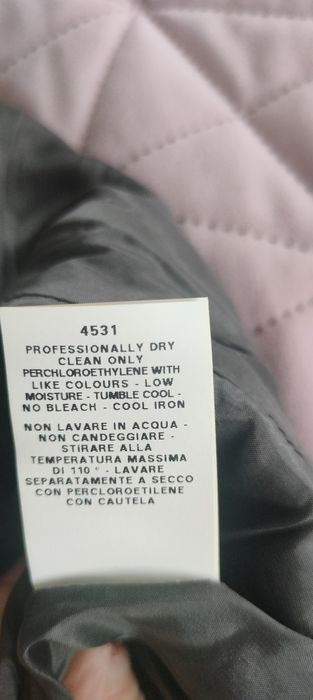 4531
PROFESSIONALLY DRY
CLEAN ONLY
PERCHLOROETHYLENE WITH
LIKE COLOURS - LOW
MOISTURE - TUMBLE COOL -
NO BLEACH - COOL IRON
NON LAVARE IN ACQUA -
NON CANDEGGIARE -
STIRARE ALLA
TEMPERATURA MASSIMA
DI 110 ° - LAVARE
SEPARATAMENTE A SECCO
CON PERCLOROETILENE
CON CAUTELA